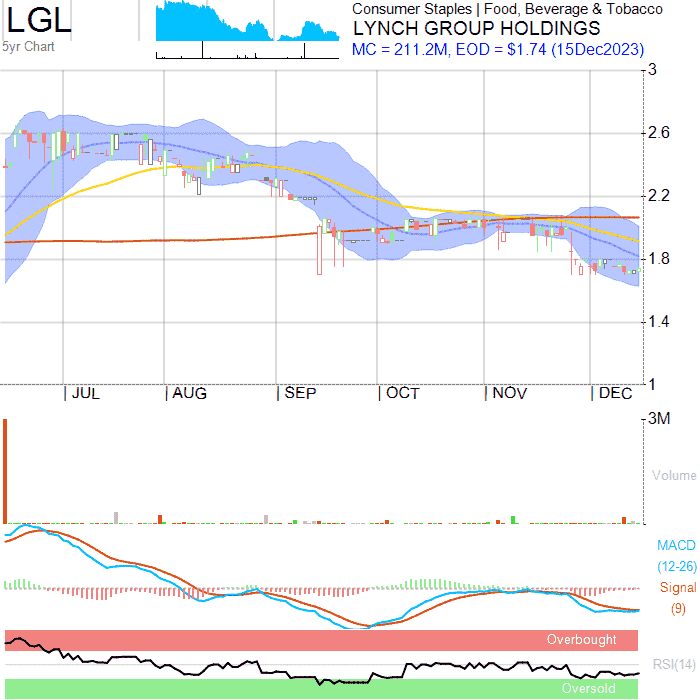 LGL
5yr Chart
Consumer Staples | Food, Beverage & Tobacco
LYNCH GROUP HOLDINGS
MC = 211.2M, EOD = $1.74 (15Dec2023)
3
2.6
2.2
1.8
1.4
1
JUL AUG SEP OCT NOV DEC
3M
Volume
MACD
(12-26)
Signal
(9)
Overbought
RSI(14)
Oversold